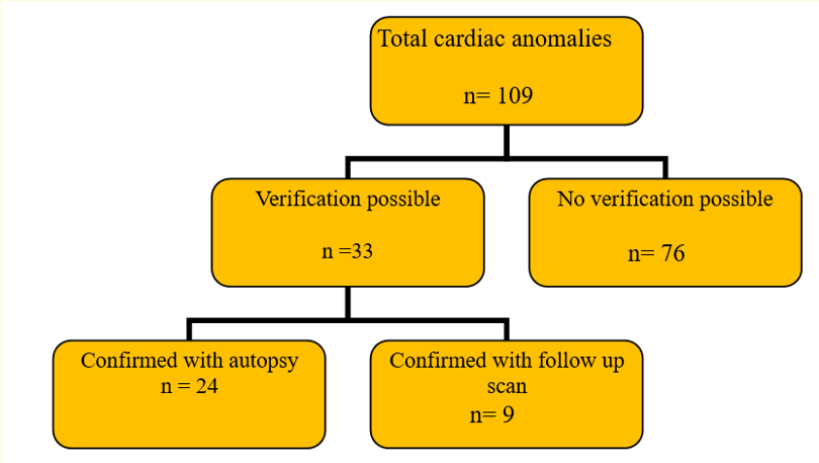 Total cardiac anomalies
n= 109
Verification possible
n =33
No verification possible
n= 76
Confirmed with autopsy
n = 24
Confirmed with follow up
scan
n= 9